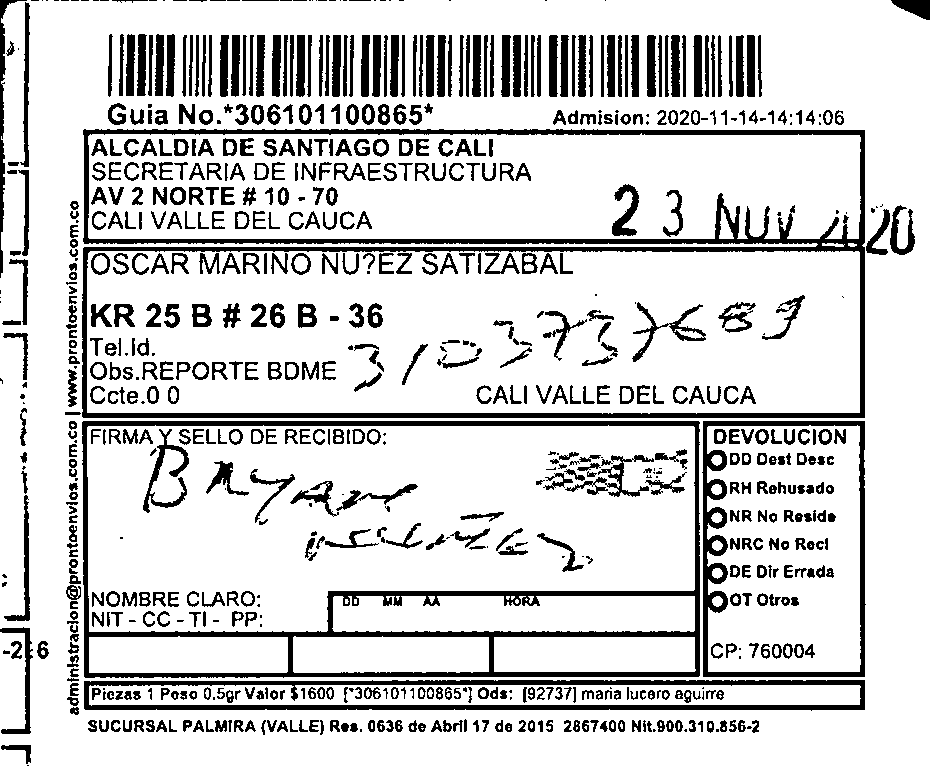 Guia No.*306101100865*
Admision: 2020-11-14-14:14:06
ALCALDIA DE SANTIAGO DE CALI
SECRETARIA DE INFRAESTRUCTURA
AV 2 NORTE # 10 - 70
CALI VALLE DEL CAUCA
23 NOV 2020
OSCAR MARINO NU?EZ SATIZABAL
KR 25 B # 26 B - 36
Tel.Id.
Obs.REPORTE BDME
3103737689
Ccte.0 0
CALI VALLE DEL CAUCA
administracion@prontoenvios.com.co | www.prontoenvios.com.co
FIRMA Y SELLO DE RECIBIDO:
BRYAN
NOMBRE CLARO:
NIT - CC - TI - PP:
DD MM AA HORA
DEVOLUCION
DD Dest Desc
RH Rehusado
NR No Reside
NRC No Recl
DE Dir Errada
OT Otros
CP: 760004
-2 6
Piezas 1 Peso 0,5gr Valor $1600 [*306101100865*] Ods: [92737] maria lucero aguirre
SUCURSAL PALMIRA (VALLE) Res. 0636 de Abril 17 de 2015 2867400 Nit.900.310.856-2